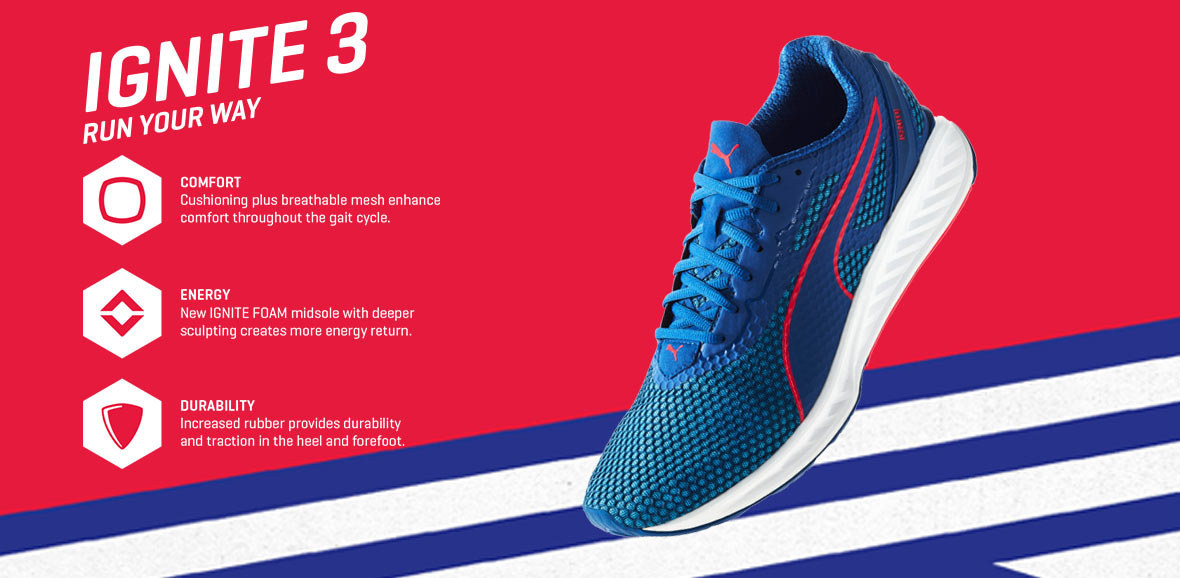 IGNITE 3
RUN YOUR WAY
COMFORT
Cushioning plus breathable mesh enhance
comfort throughout the gait cycle.
ENERGY
New IGNITE FOAM midsole with deeper
sculpting creates more energy return.
DURABILITY
Increased rubber provides durability
and traction in the heel and forefoot.